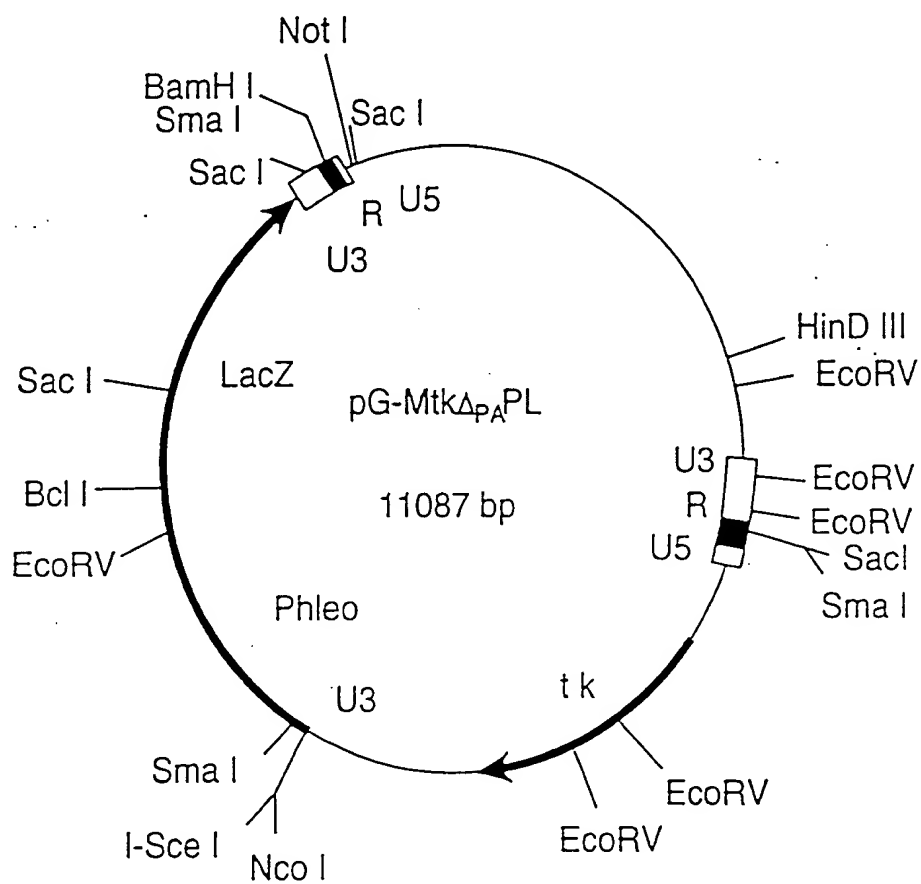 Not I
BamH I
Sma I
Sac I
Sac I
U5
R
U3
HinD III
EcoRV
Sac I
LacZ
pG-MtkΔPAPL
U3
EcoRV
Bcl I
11087 bp
R
EcoRV
EcoRV
U5
SacI
Sma I
Phleo
U3
t k
Sma I
EcoRV
I-Sce I
Nco I
EcoRV